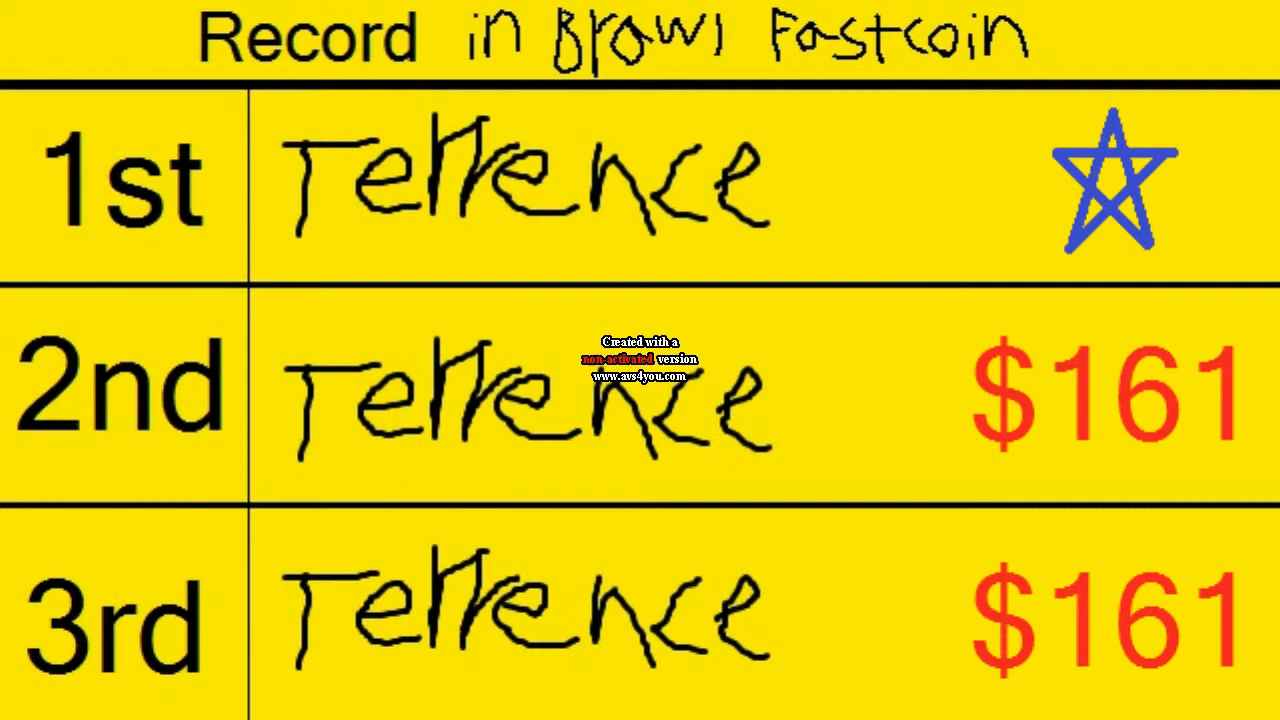 Record in Brawl Fastcoin
1st Terrence
Created with a
non-activated version
www.avs4you.com
2nd Terrence $161
3rd Terrence $161